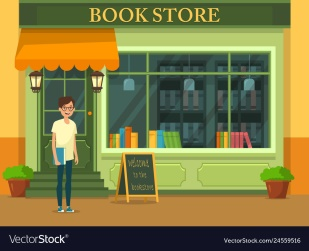 BOOK STORE
WELCOME
to the
bookstore
VectorStock
VectorStock.com/24559516